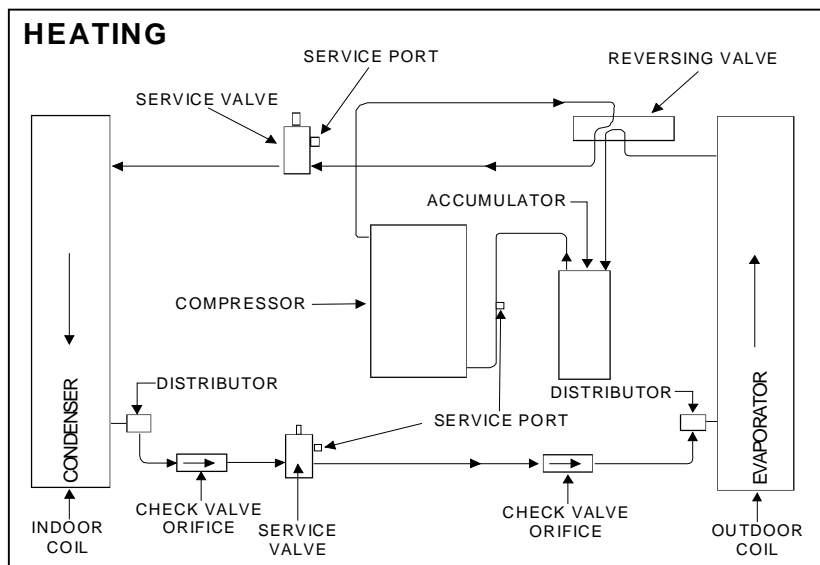 HEATING
SERVICE PORT
REVERSING VALVE
SERVICE VALVE
ACCUMULATOR
COMPRESSOR
DISTRIBUTOR
DISTRIBUTOR
CONDENSER
EVAPORATOR
SERVICE PORT
INDOOR
COIL
CHECK VALVE
ORIFICE
SERVICE
VALVE
CHECK VALVE
ORIFICE
OUTDOOR
COIL